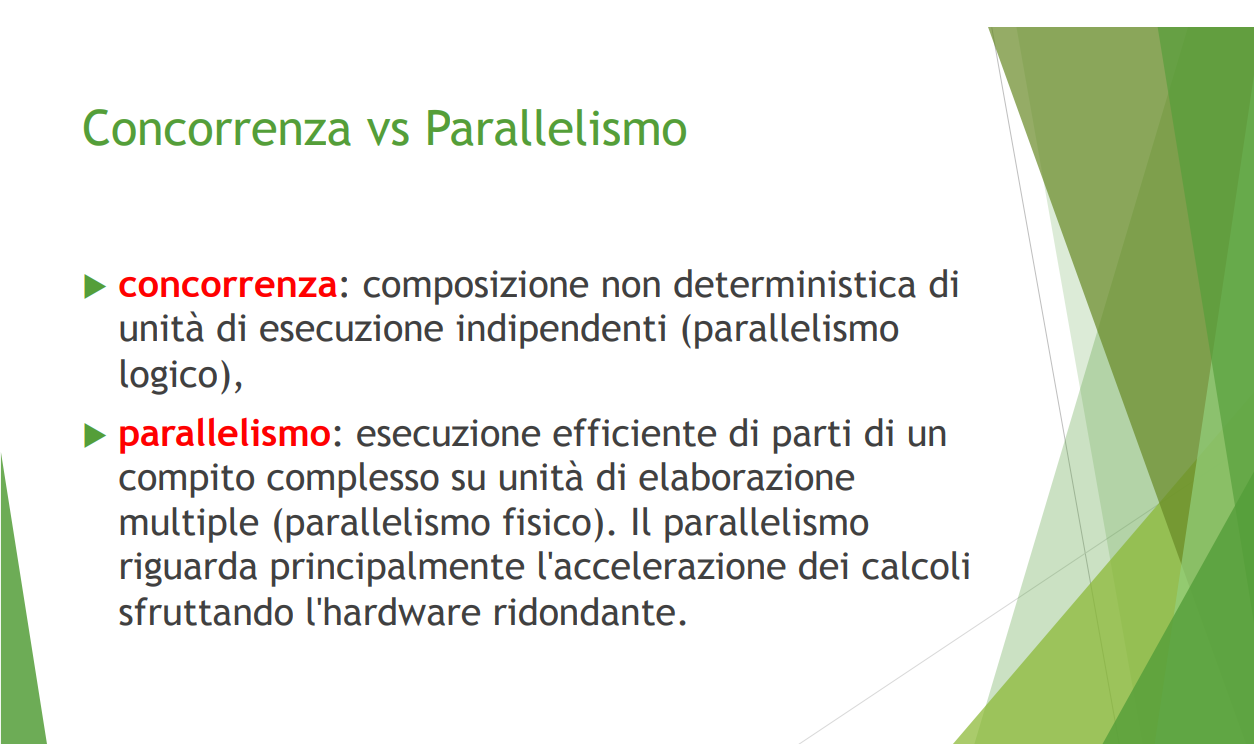 Concorrenza vs Parallelismo
concorrenza: composizione non deterministica di
unità di esecuzione indipendenti (parallelismo
logico),
parallelismo: esecuzione efficiente di parti di un
compito complesso su unità di elaborazione
multiple (parallelismo fisico). Il parallelismo
riguarda principalmente l'accelerazione dei calcoli
sfruttando l'hardware ridondante.